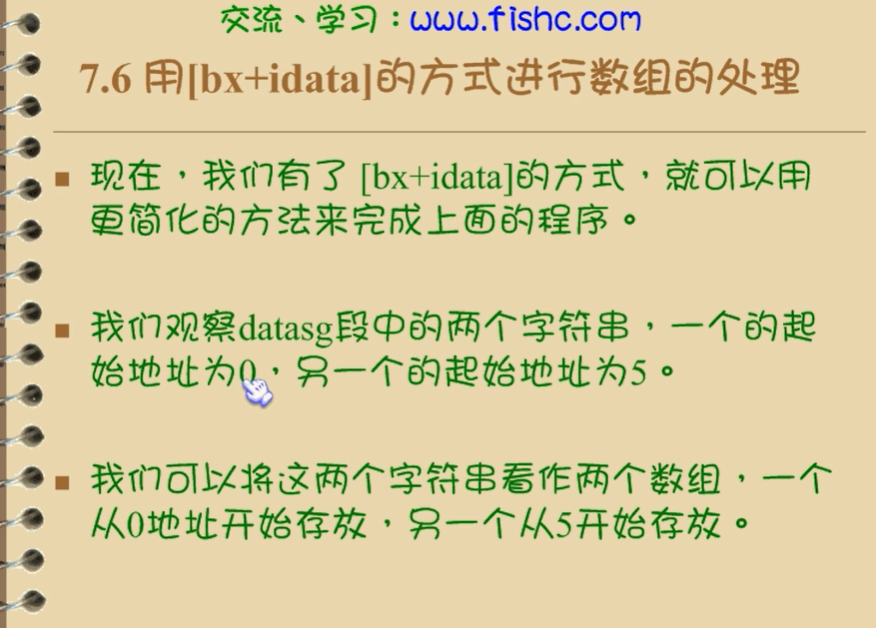 交流、学习：www.fishc.com
7.6 用[bx+idata]的方式进行数组的处理
现在，我们有了 [bx+idata]的方式，就可以用
更简化的方法来完成上面的程序。
我们观察datasg段中的两个字符串，一个的起
始地址为0，另一个的起始地址为5。
我们可以将这两个字符串看作两个数组，一个
从0地址开始存放，另一个从5开始存放。